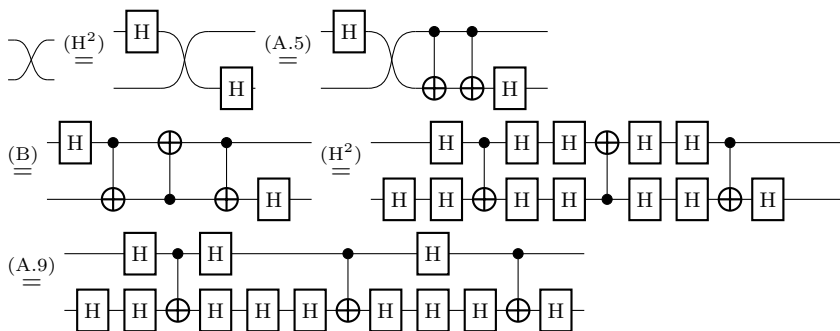 (H²) = H (A.5) = H
H H
(B) = H (H²) = H H H H H
H H H H H H H H
(A.9) = H H H
H H H H H H H H H